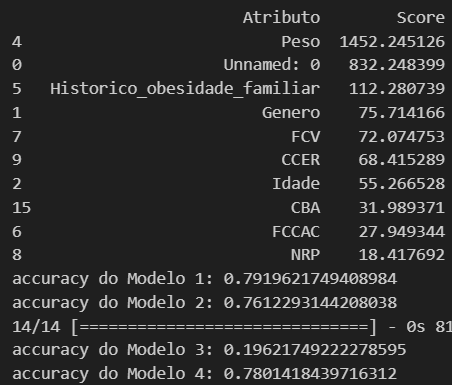 Atributo Score
4 Peso 1452.245126
0 Unnamed: 0 832.248399
5 Historico_obesidade_familiar 112.280739
1 Genero 75.714166
7 FCV 72.074753
9 CCER 68.415289
2 Idade 55.266528
15 CBA 31.989371
6 FCCAC 27.949344
8 NRP 18.417692
accuracy do Modelo 1: 0.7919621749408984
accuracy do Modelo 2: 0.7612293144208038
14/14 [==============================] - 0s 81
accuracy do Modelo 3: 0.19621749222278595
accuracy do Modelo 4: 0.7801418439716312